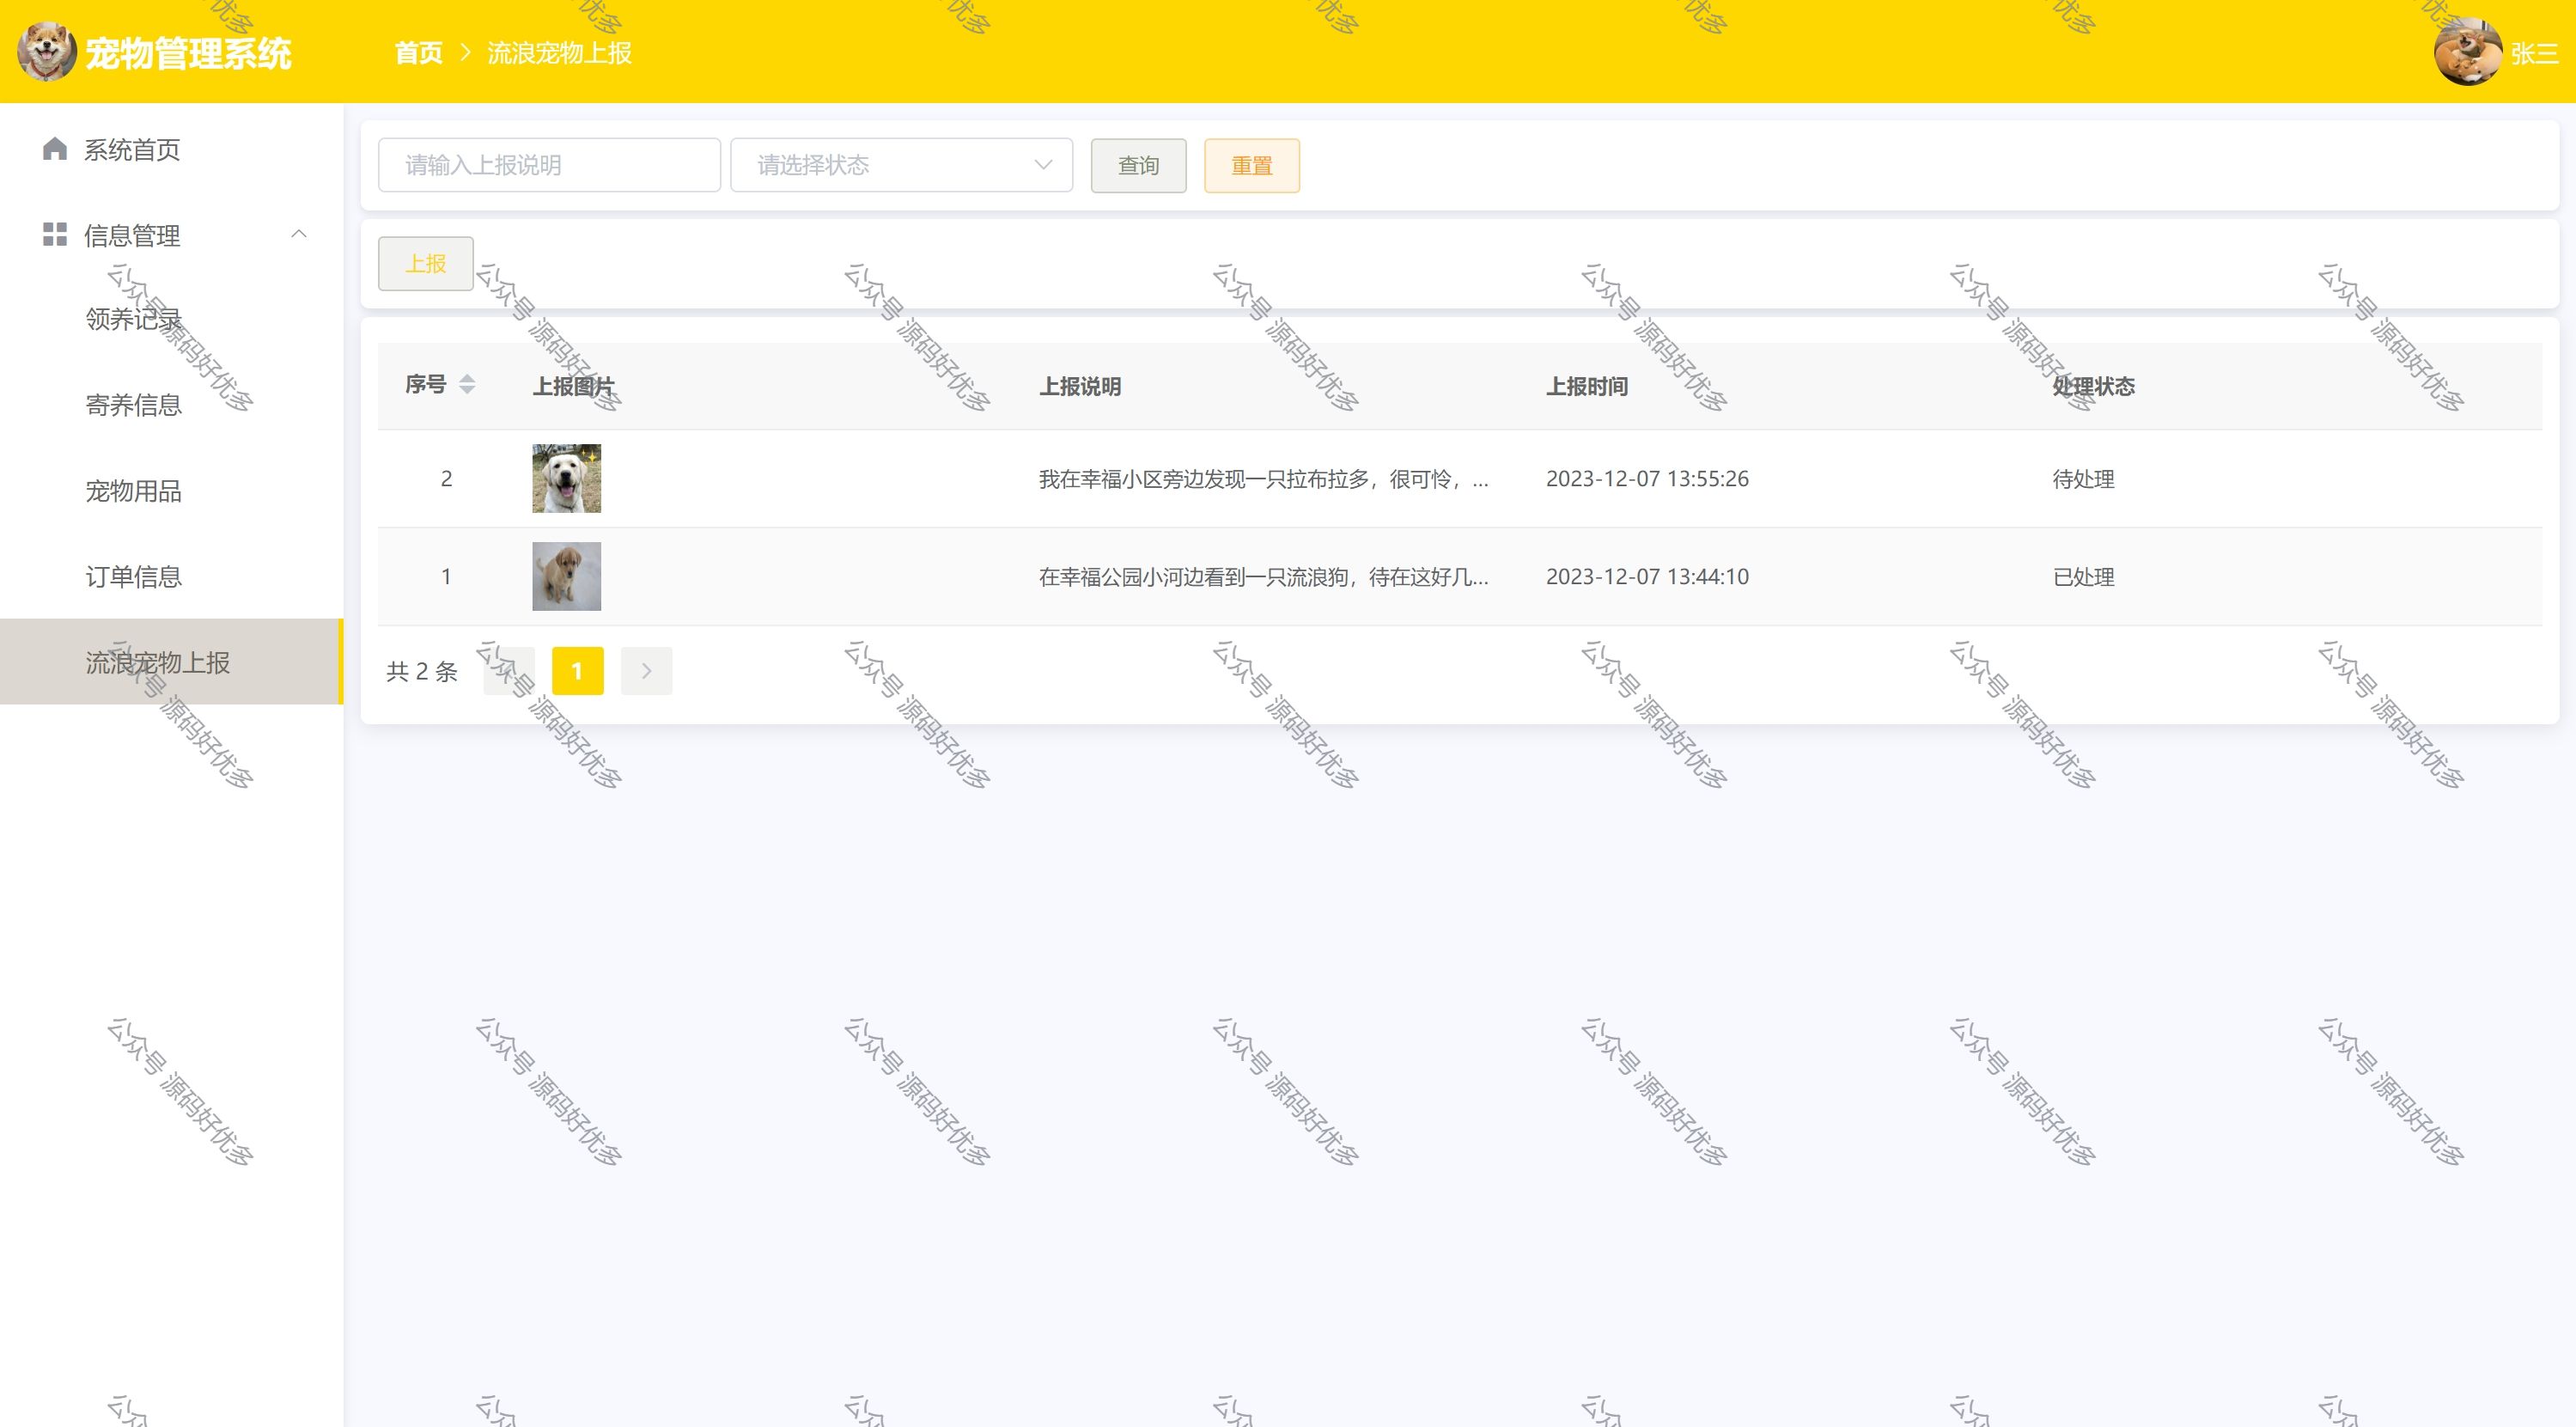 宠物管理系统
首页 > 流浪宠物上报
张三
系统首页
信息管理
领养记录
寄养信息
宠物用品
订单信息
流浪宠物上报
请输入上报说明
请选择状态
查询
重置
上报
序号 上报图片 上报说明 上报时间 处理状态
2 我在幸福小区旁边发现一只拉布拉多，很可怜，... 2023-12-07 13:55:26 待处理
1 在幸福公园小河边看到一只流浪狗，待在这好几... 2023-12-07 13:44:10 已处理
共 2 条
1
公众号 源码好优多